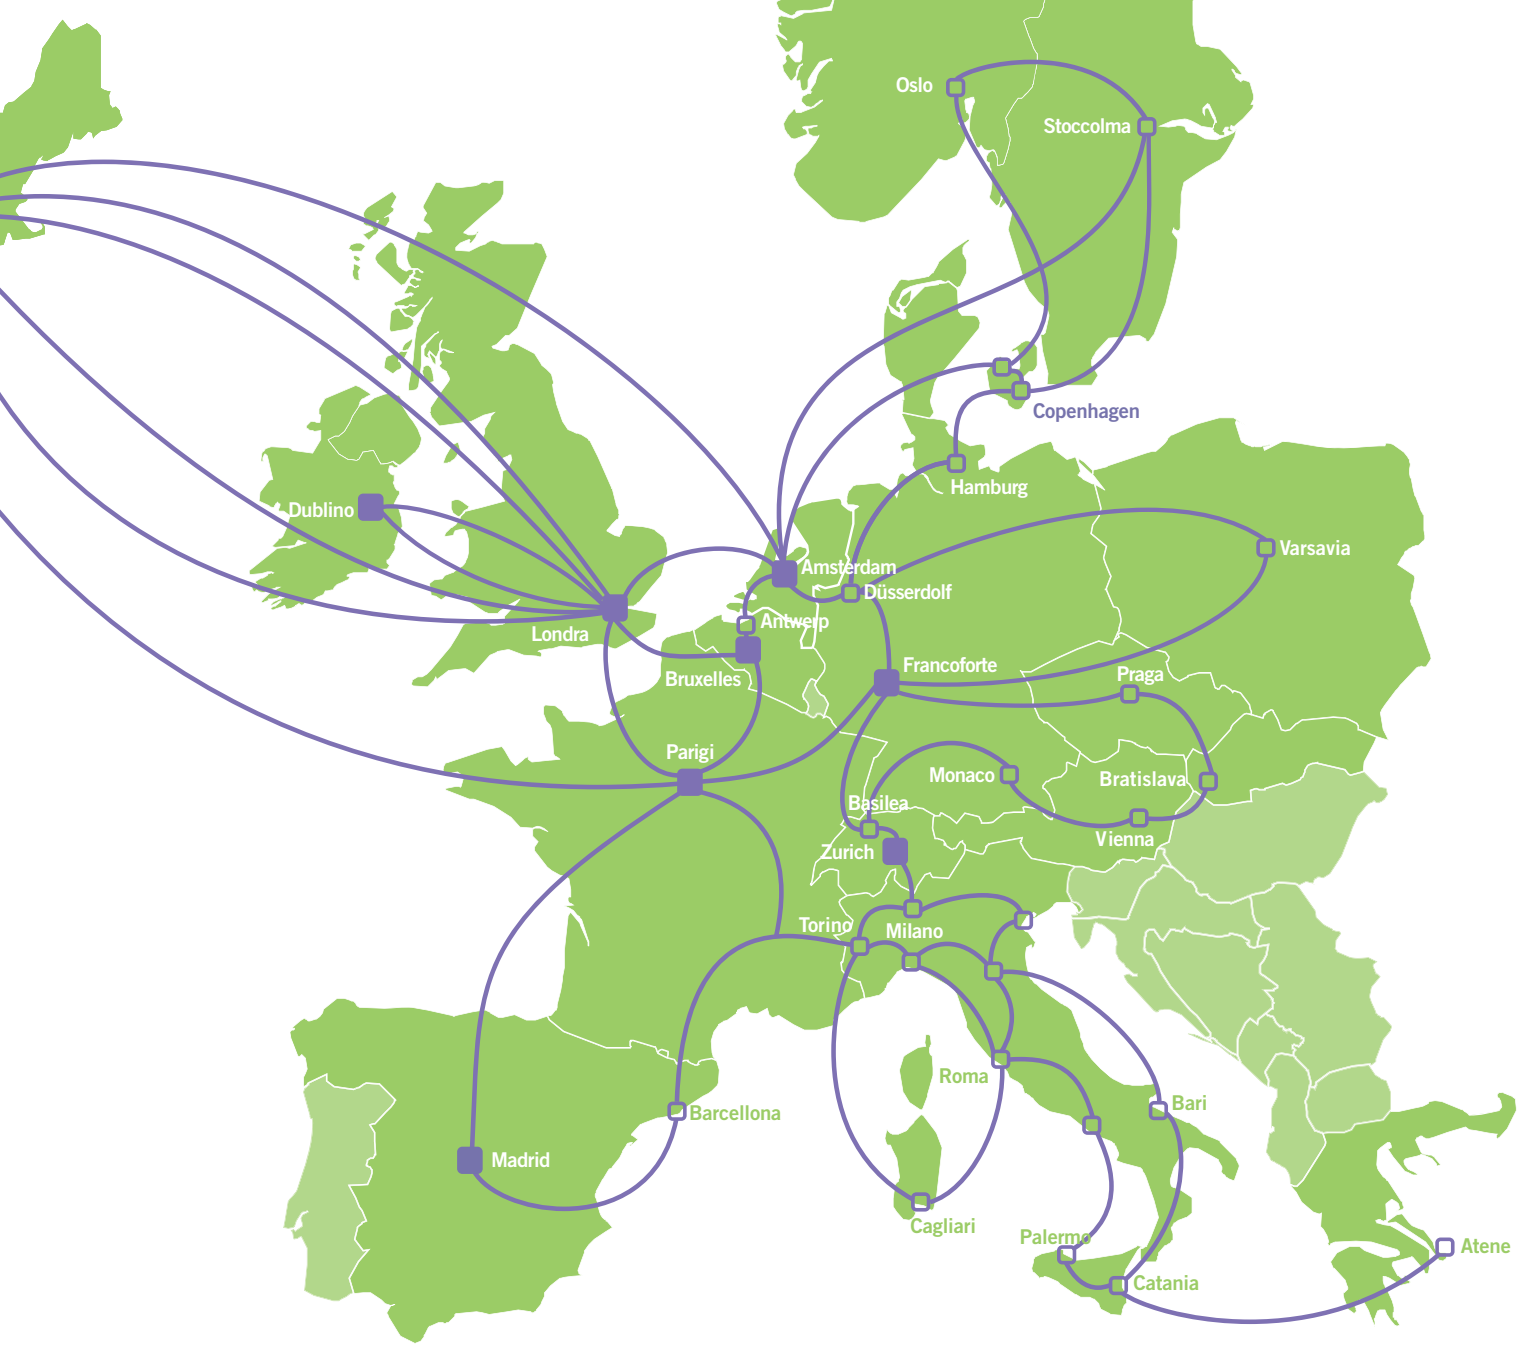 Oslo
Stoccolma
Copenhagen
Hamburg
Dublino
Varsavia
Amsterdam
Düsserdolf
Antwerp
Londra
Francoforte
Bruxelles
Praga
Parigi
Monaco
Bratislava
Basilea
Vienna
Zurich
Torino
Milano
Roma
Bari
Barcellona
Madrid
Cagliari
Palermo
Atene
Catania